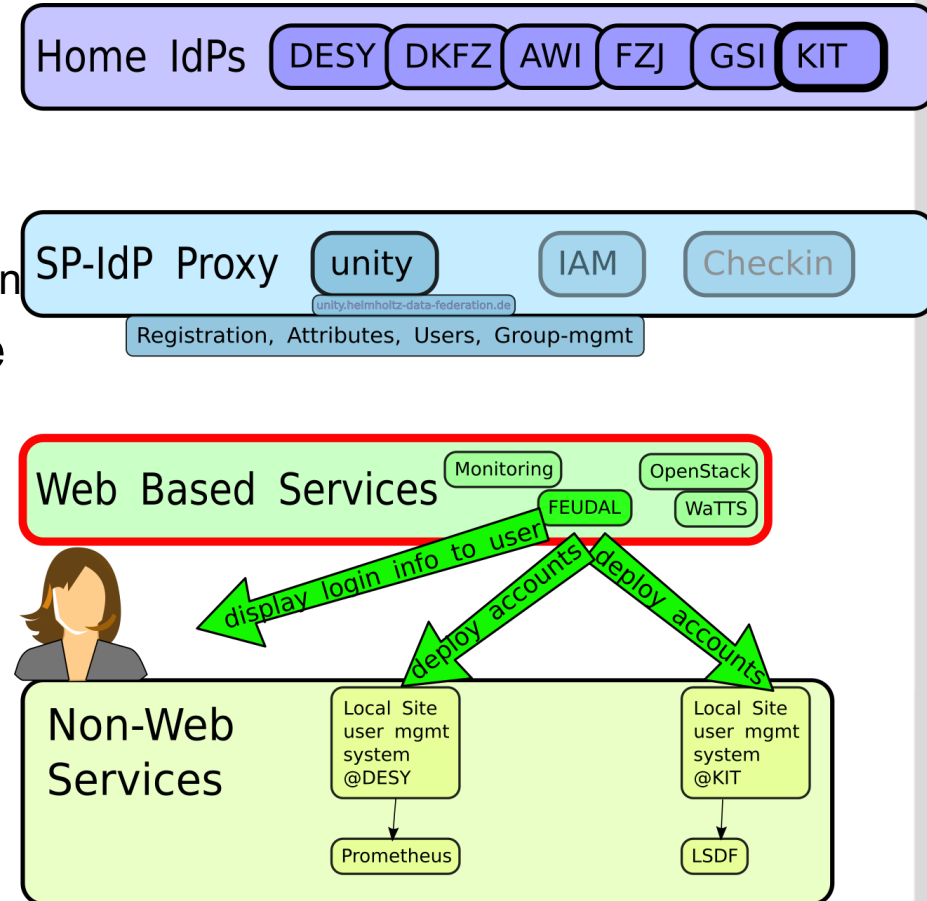 Home IdPs DESY DKFZ AWI FZJ GSI KIT
n
SP-IdP Proxy unity IAM Checkin
unity.helmholtz-data-federation.de
Registration, Attributes, Users, Group-mgmt
e
Web Based Services Monitoring OpenStack
FEUDAL WaTTS
display login info to user
deploy accounts
deploy accounts
Non-Web
Services
Local Site
user mgmt
system
@DESY
Prometheus
Local Site
user mgmt
system
@KIT
LSDF